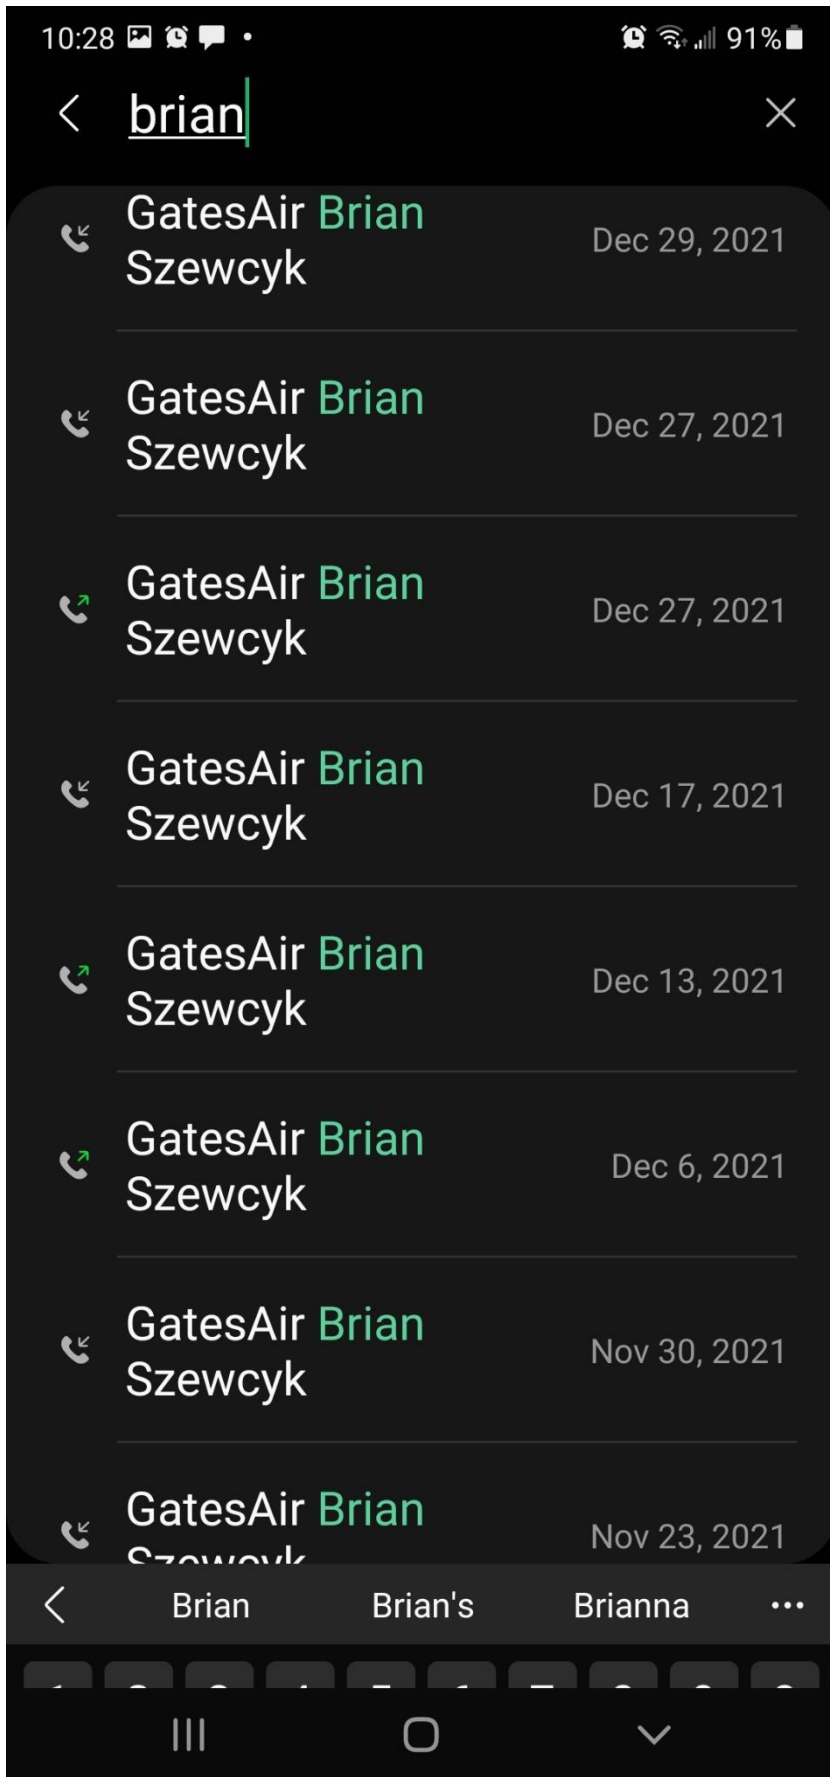 10:28 91%
brian
GatesAir Brian
Szewcyk
Dec 29, 2021
GatesAir Brian
Szewcyk
Dec 27, 2021
GatesAir Brian
Szewcyk
Dec 27, 2021
GatesAir Brian
Szewcyk
Dec 17, 2021
GatesAir Brian
Szewcyk
Dec 13, 2021
GatesAir Brian
Szewcyk
Dec 6, 2021
GatesAir Brian
Szewcyk
Nov 30, 2021
GatesAir Brian
Nov 23, 2021
Brian Brian's Brianna